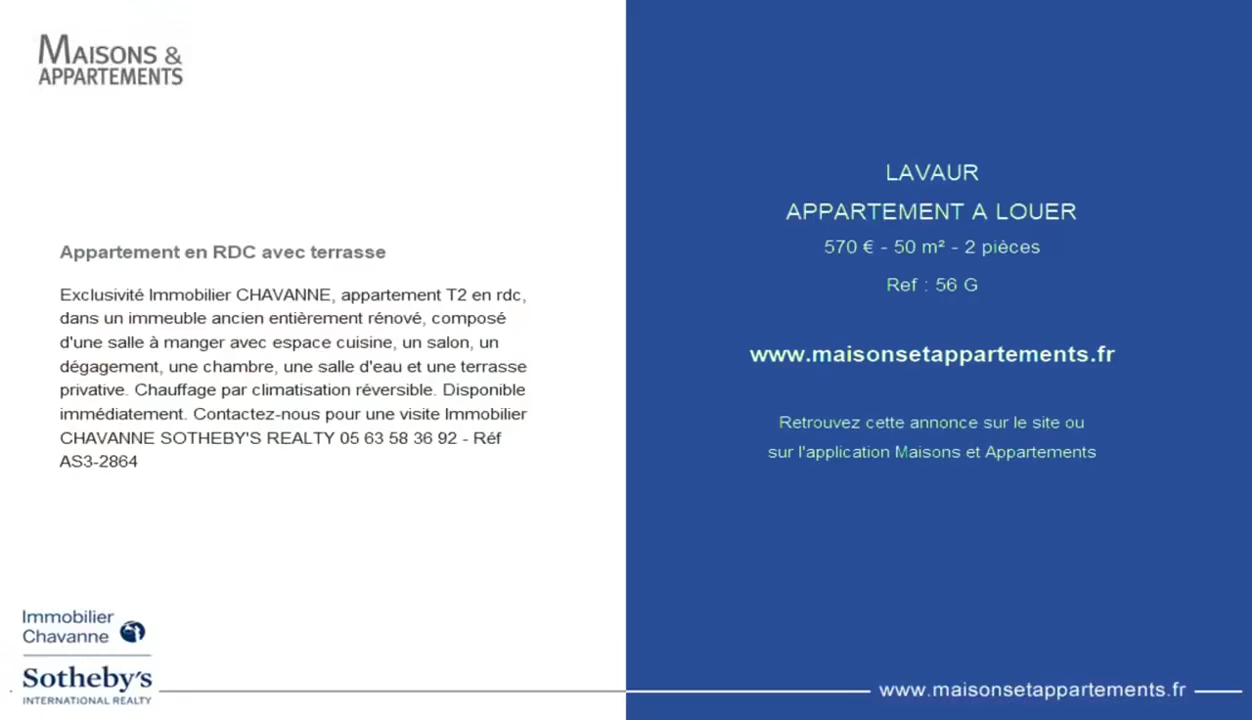 MAISONS &
APPARTEMENTS
Appartement en RDC avec terrasse
Exclusivité Immobilier CHAVANNE, appartement T2 en rdc,
dans un immeuble ancien entièrement rénové, composé
d'une salle à manger avec espace cuisine, un salon, un
dégagement, une chambre, une salle d'eau et une terrasse
privative. Chauffage par climatisation réversible. Disponible
immédiatement. Contactez-nous pour une visite Immobilier
CHAVANNE SOTHEBY'S REALTY 05 63 58 36 92 - Réf
AS3-2864
Immobilier
Chavanne
Sotheby's
INTERNATIONAL REALTY
LAVAUR
APPARTEMENT A LOUER
570 € - 50 m² - 2 pièces
Ref : 56 G
www.maisonsetappartements.fr
Retrouvez cette annonce sur le site ou
sur l'application Maisons et Appartements
www.maisonsetappartements.fr